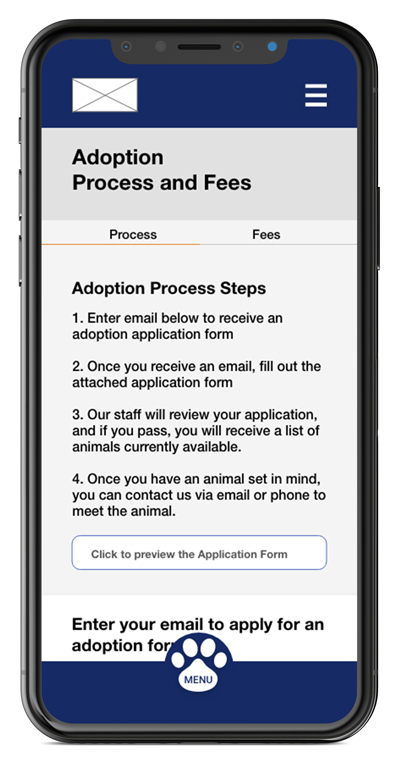 Adoption
Process and Fees
Process
Fees
Adoption Process Steps
1. Enter email below to receive an
adoption application form
2. Once you receive an email, fill out the
attached application form
3. Our staff will review your application,
and if you pass, you will receive a list of
animals currently available.
4. Once you have an animal set in mind,
you can contact us via email or phone to
meet the animal.
Click to preview the Application Form
Enter your email to apply for an
adoption
MENU